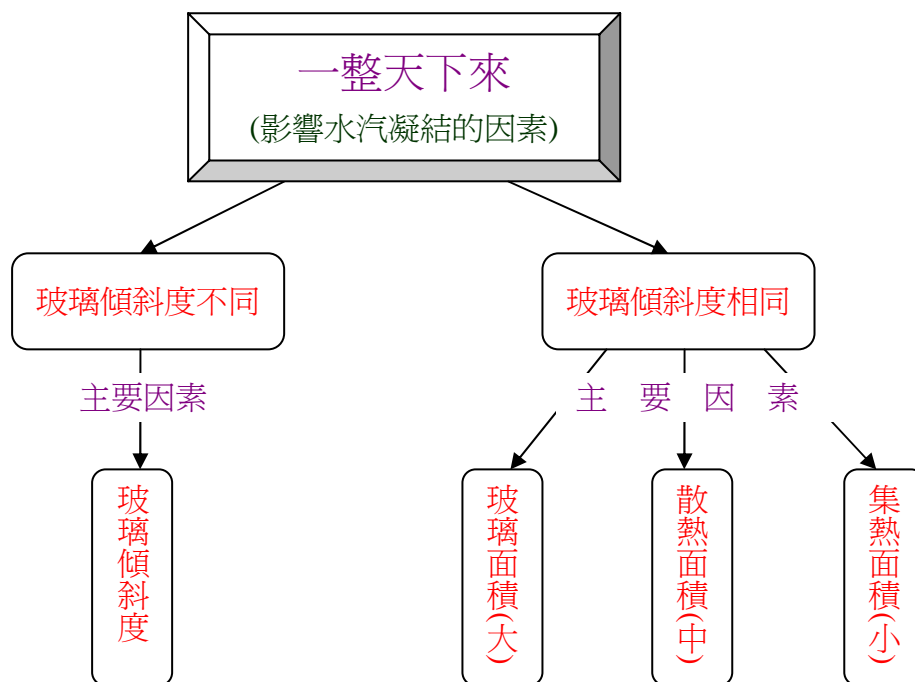 一整天下來
(影響水汽凝結的因素)
玻璃傾斜度不同
玻璃傾斜度相同
主要因素
主要因素
玻璃傾斜度
玻璃面積(大)
散熱面積(中)
集熱面積(小)